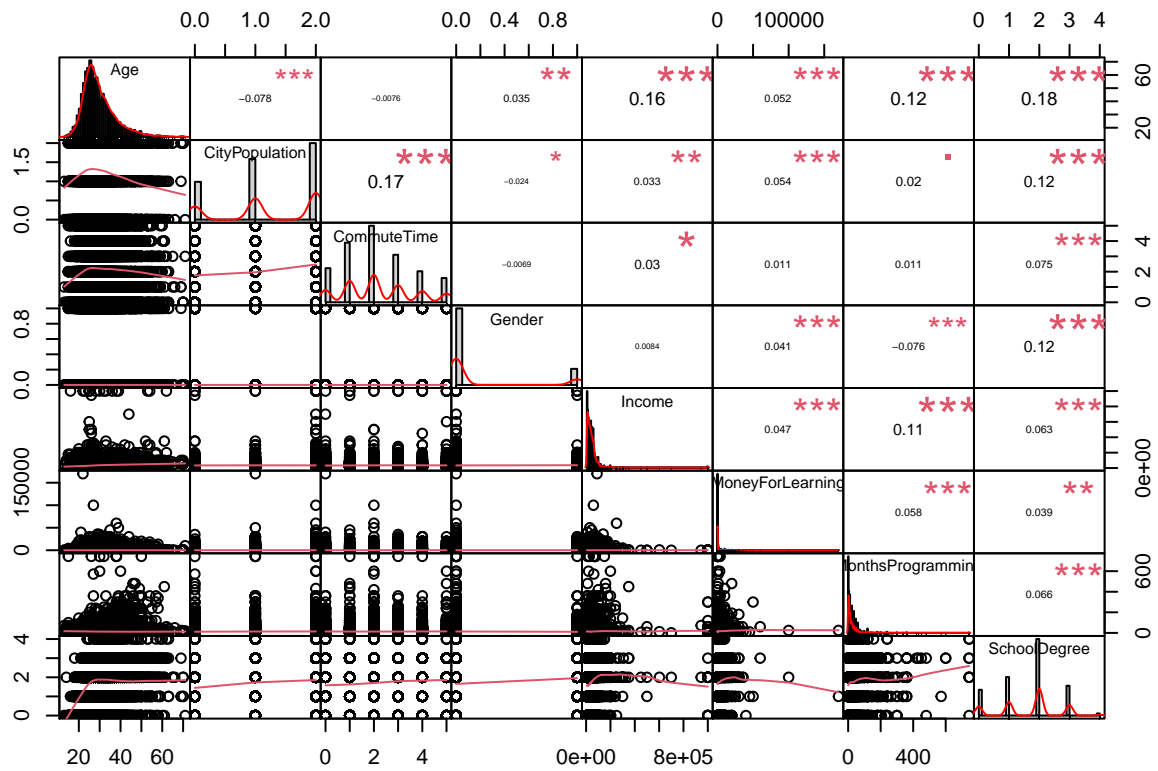 0.0 1.0 2.0 0.0 0.4 0.8 0 100000 0 1 2 3 4
Age *** ** *** *** *** ***
−0.078 −0.0076 0.035 0.16 0.052 0.12 0.18
20 60
0.0 1.5
CityPopulation *** * ** *** . ***
0.17 −0.024 0.033 0.054 0.02 0.12
CommuteTime * ***
−0.0069 0.03 0.011 0.011 0.075
0 2 4
0.0 0.8
Gender *** *** ***
0.0084 0.041 −0.076 0.12
Income *** *** ***
0.047 0.11 0.063
0e+00
0 150000
MoneyForLearning *** **
0.058 0.039
MonthsProgrammin ***
0.066
0 600
0 2 4
SchoolDegree
20 40 60 0 2 4 0e+00 8e+05 0 400